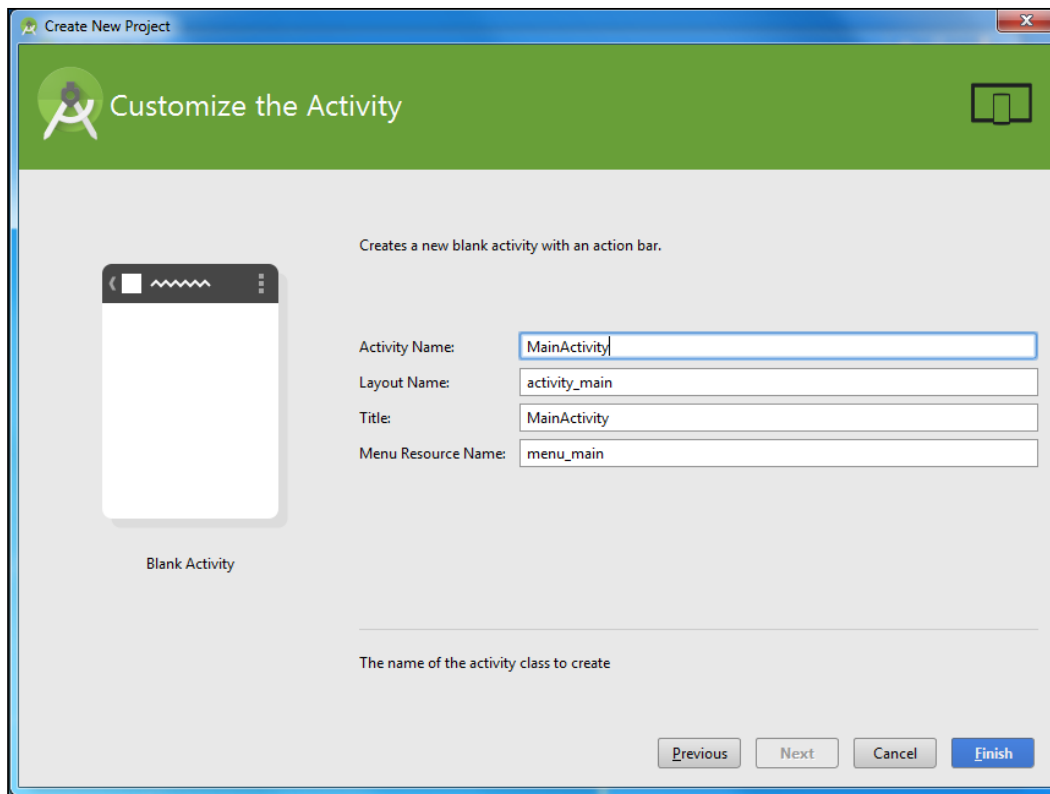 Create New Project
Customize the Activity
Creates a new blank activity with an action bar.
Activity Name: MainActivity
Layout Name: activity_main
Title: MainActivity
Menu Resource Name: menu_main
Blank Activity
The name of the activity class to create
Previous Next Cancel Finish